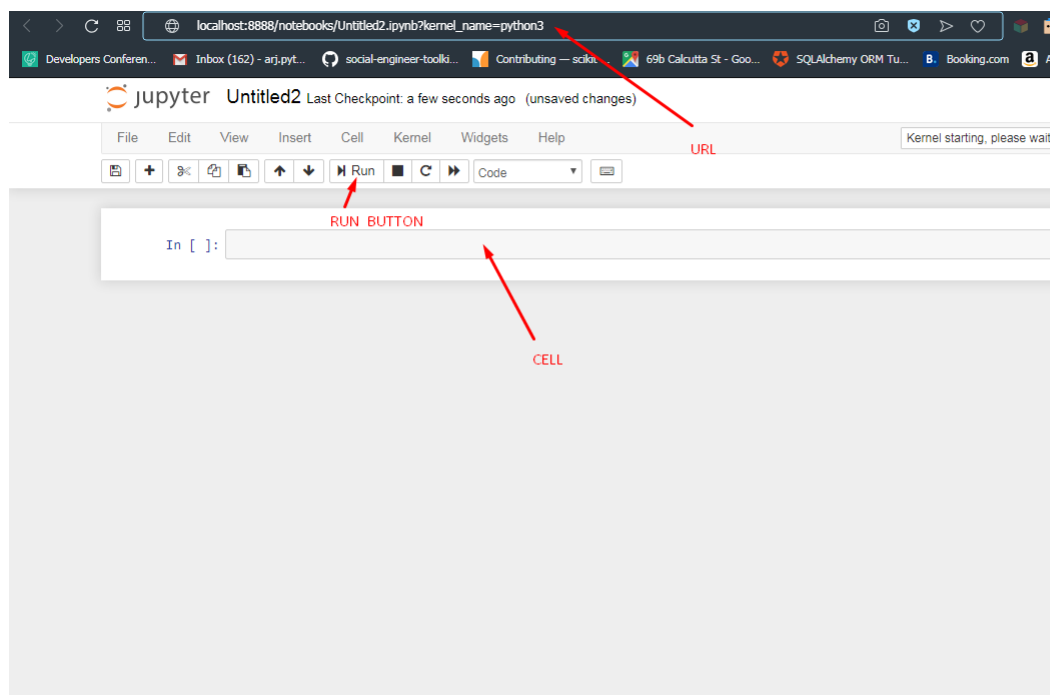 localhost:8888/notebooks/Untitled2.ipynb?kernel_name=python3
Developers Conferen... Inbox (162) - arj.pyt... social-engineer-toolki... Contributing — scikit-... 69b Calcutta St - Goo... SQLAlchemy ORM Tu... B. Booking.com a A
jupyter Untitled2 Last Checkpoint: a few seconds ago (unsaved changes)
File Edit View Insert Cell Kernel Widgets Help Kernel starting, please wait
URL
Run Code
RUN BUTTON
In [ ]:
CELL